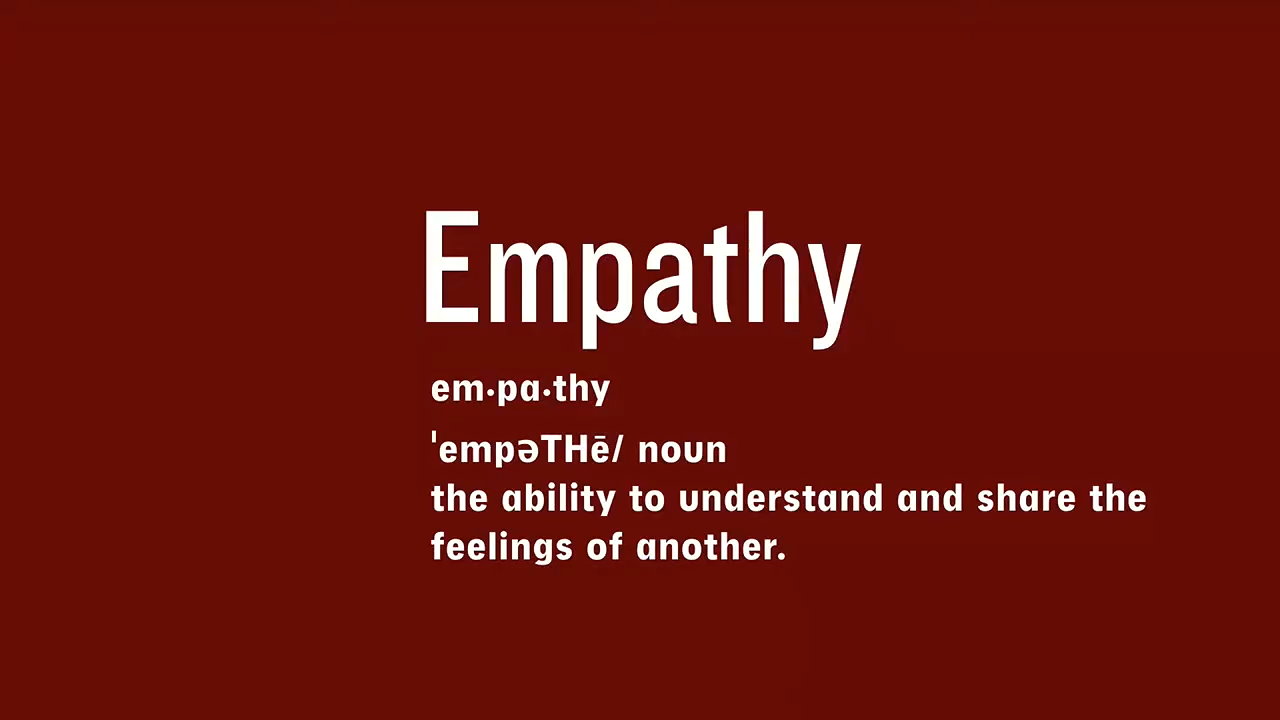 Empathy
em•pa•thy
ˈempəTHē/ noun
the ability to understand and share the
feelings of another.